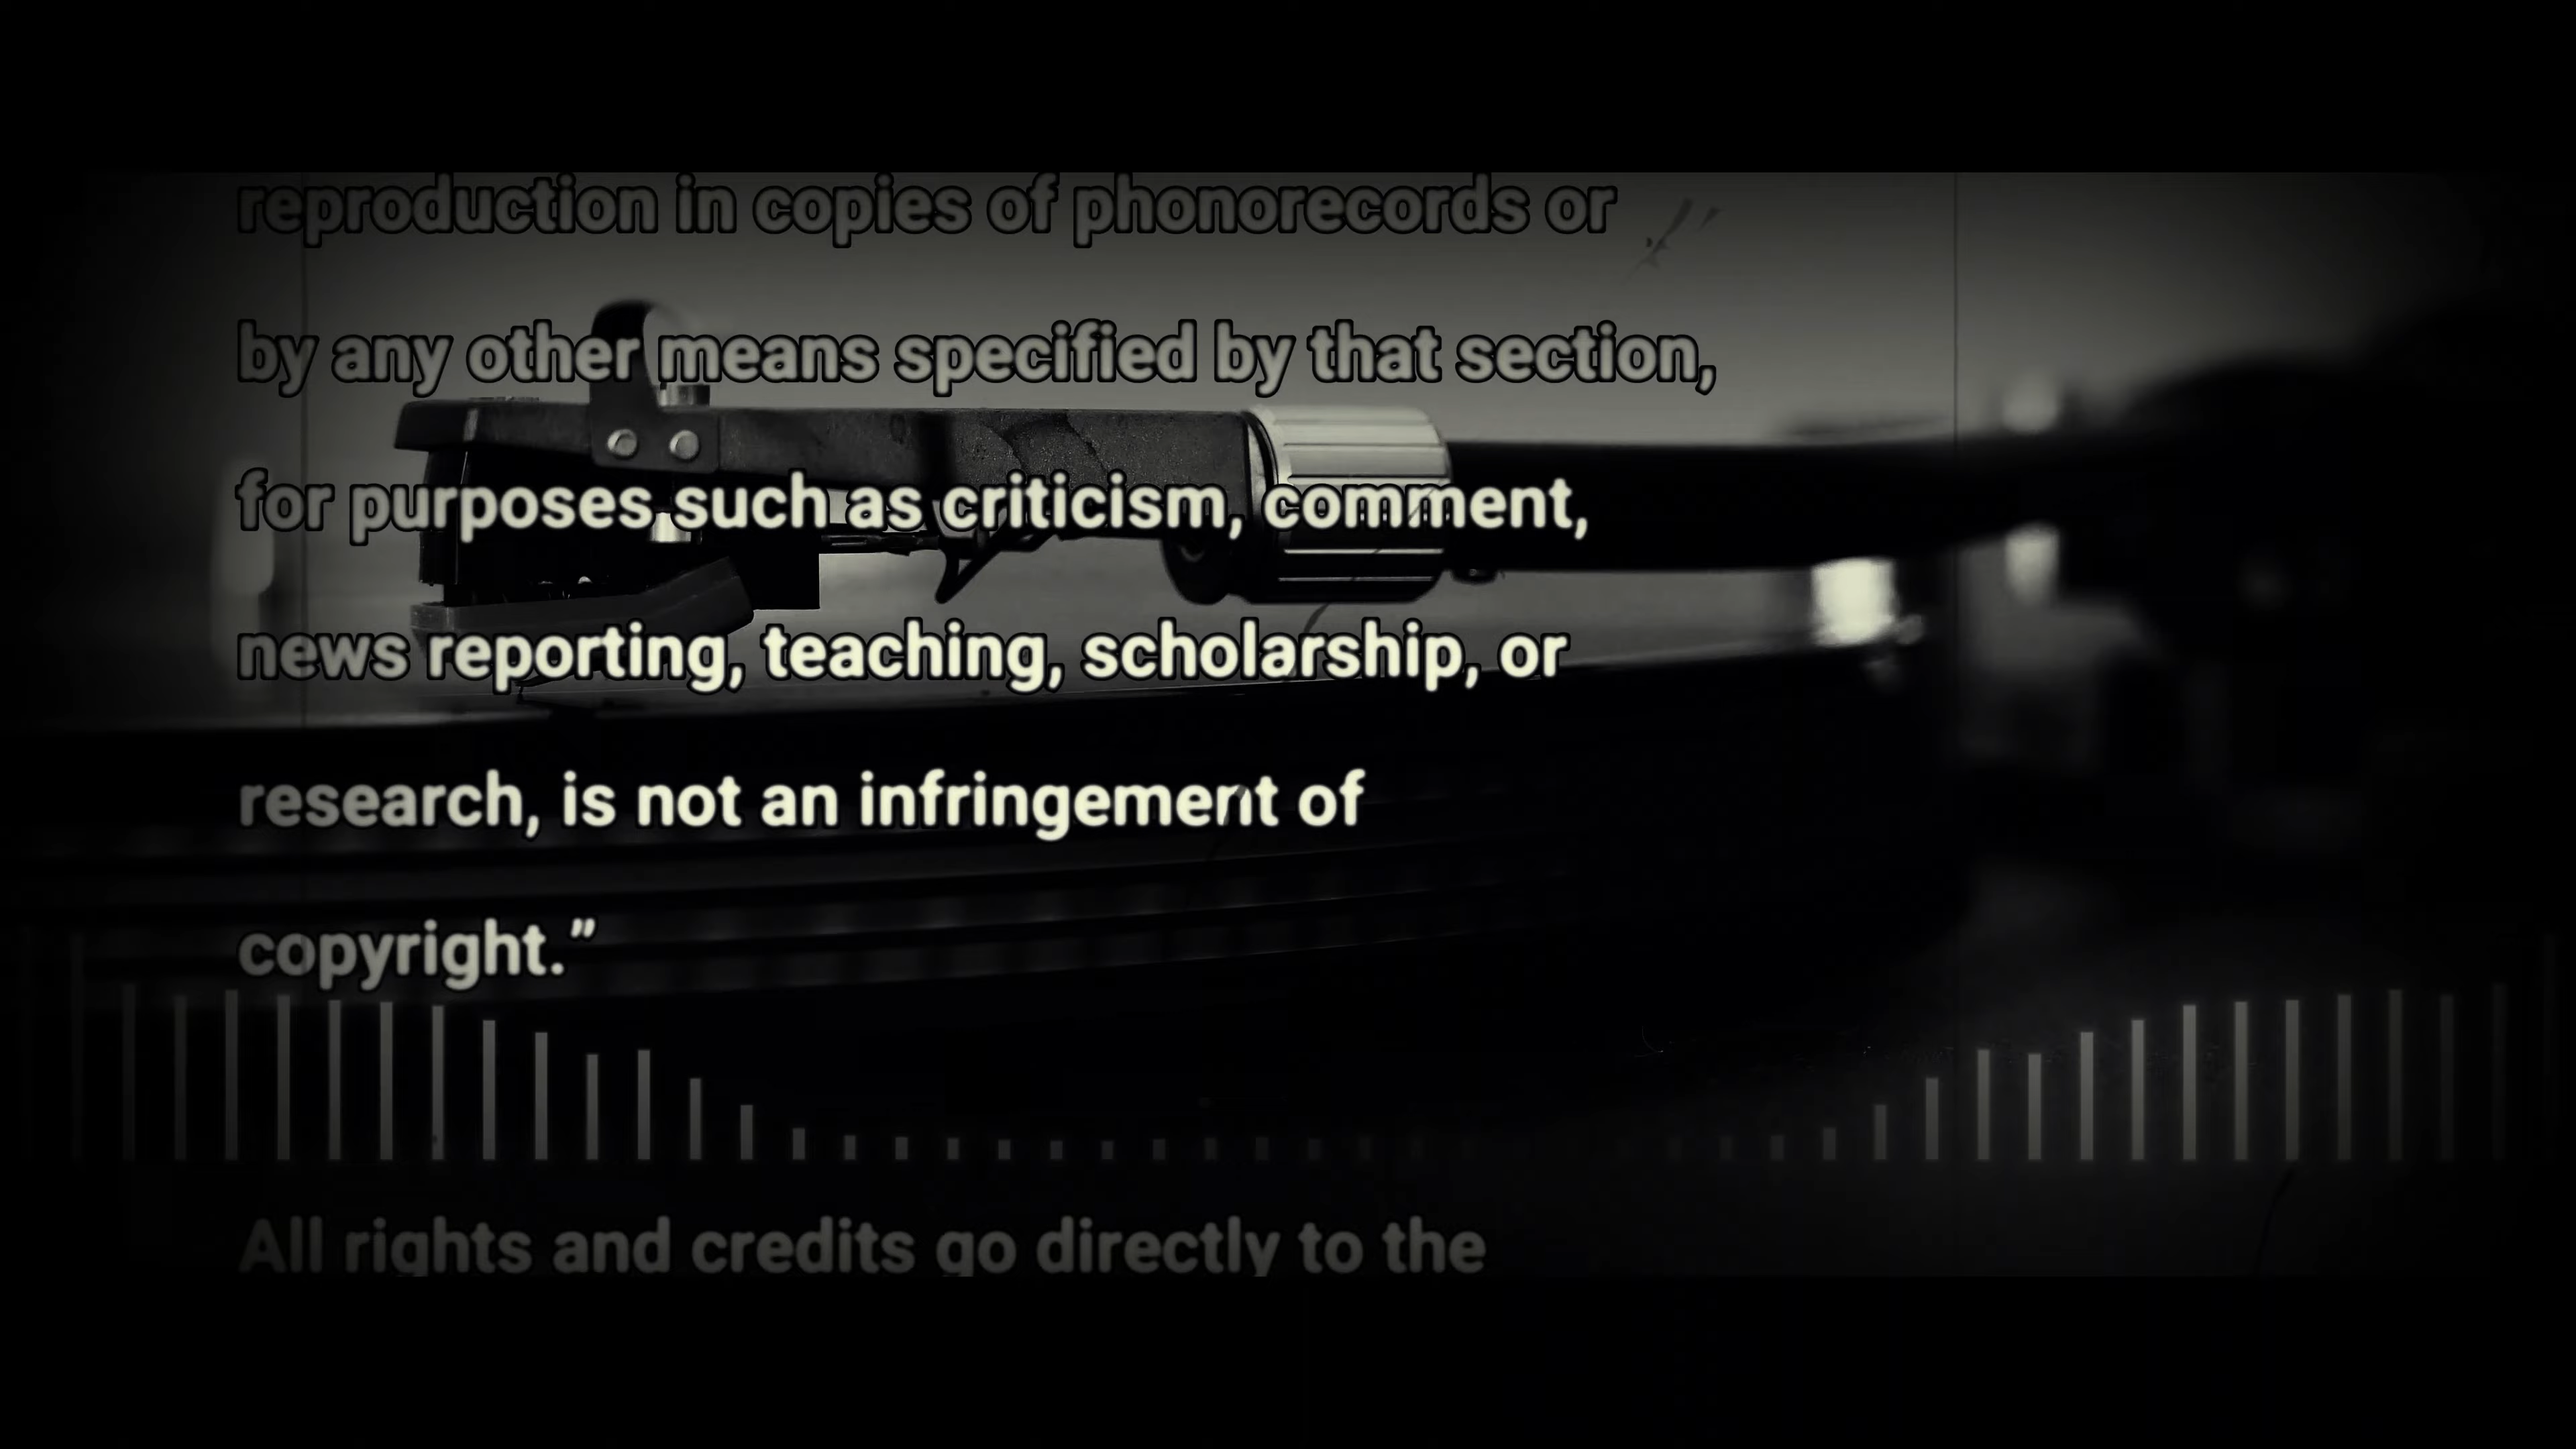 reproduction in copies of phonorecords or
by any other means specified by that section,
for purposes such as criticism, comment,
news reporting, teaching, scholarship, or
research, is not an infringement of
copyright.”
All rights and credits go directly to the